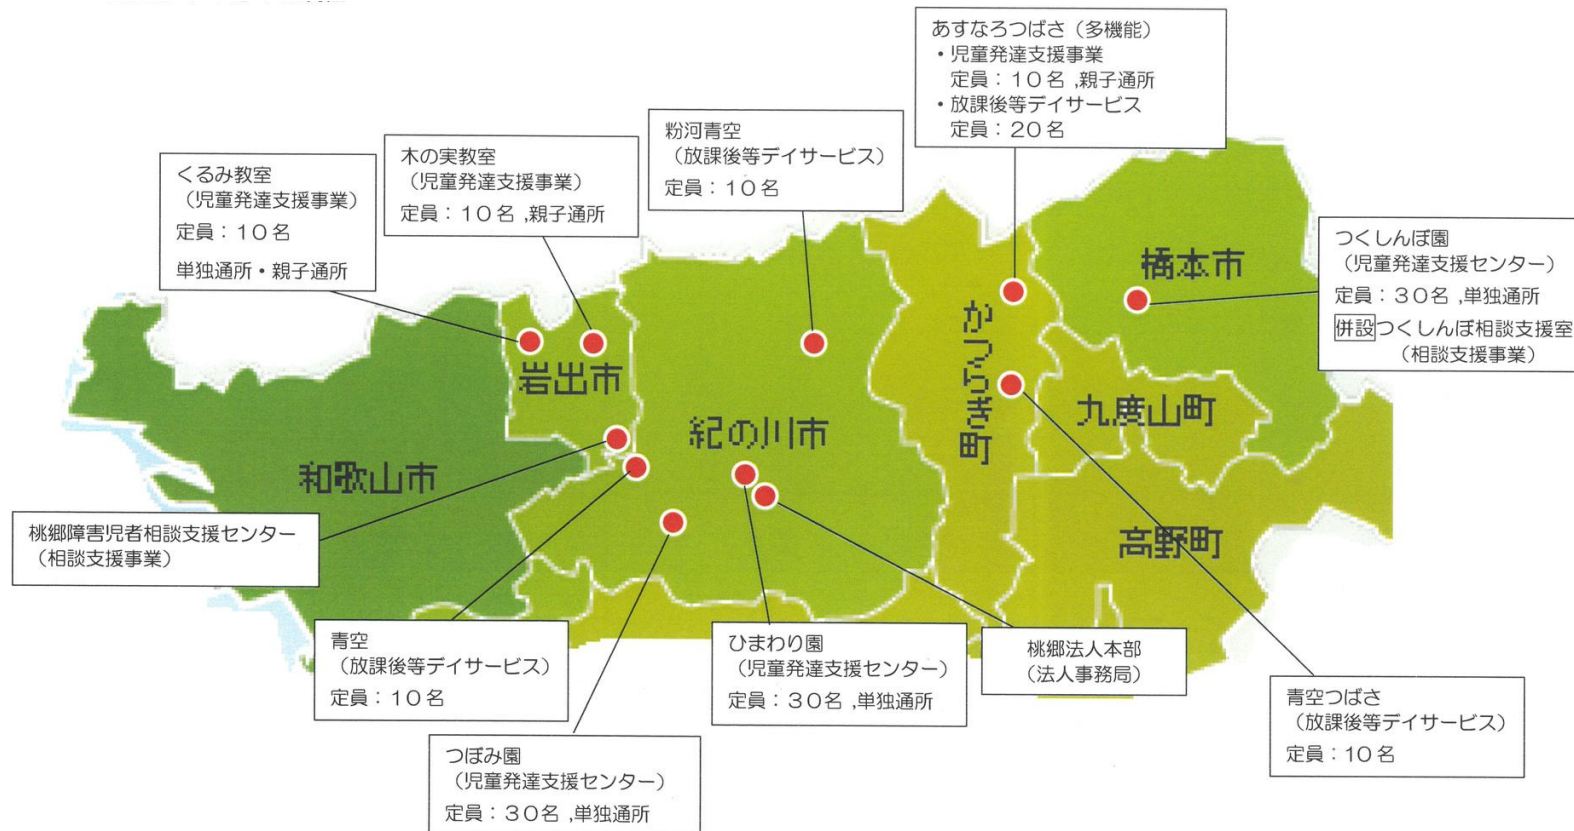 あすなろつばさ（多機能）
・児童発達支援事業
定員：１０名 ,親子通所
・放課後等デイサービス
定員：２０名
粉河青空
（放課後等デイサービス）
定員：１０名
木の実教室
（児童発達支援事業）
定員：１０名 ,親子通所
くるみ教室
（児童発達支援事業）
定員：１０名
単独通所・親子通所
つくしんぼ園
（児童発達支援センター）
定員：３０名 ,単独通所
併設つくしんぼ相談支援室
（相談支援事業）
橋本市
かつらぎ町
岩出市
九度山町
紀の川市
和歌山市
高野町
桃郷障害児者相談支援センター
（相談支援事業）
青空
（放課後等デイサービス）
定員：１０名
ひまわり園
（児童発達支援センター）
定員：３０名 ,単独通所
桃郷法人本部
（法人事務局）
青空つばさ
（放課後等デイサービス）
定員：１０名
つぼみ園
（児童発達支援センター）
定員：３０名 ,単独通所